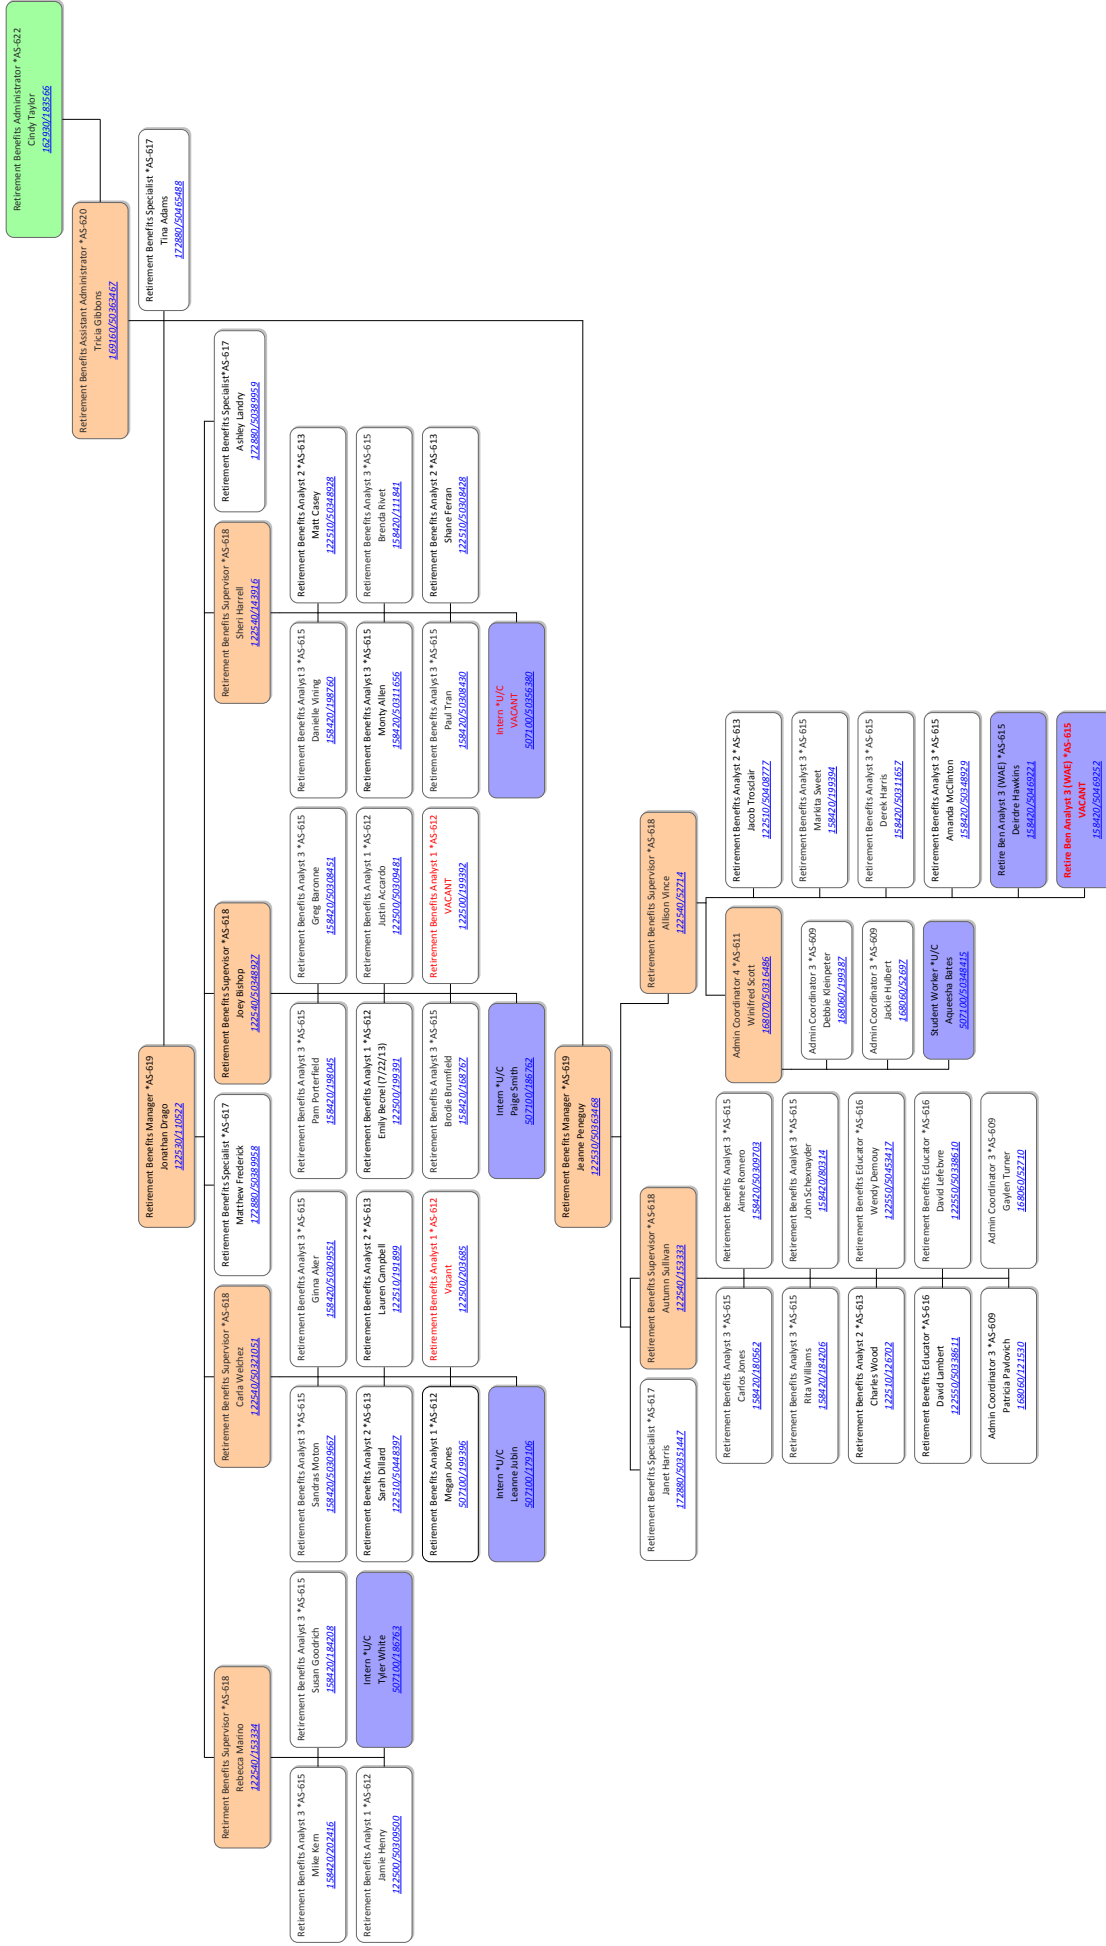 Retirement Benefits Administrator *AS-622
Cindy Taylor
162930/183566
Retirement Benefits Assistant Administrator *AS-620
Tricia Gibbons
169160/50363467
Retirement Benefits Specialist *AS-617
Tina Adams
172880/50465488
Retirement Benefits Manager *AS-619
Jonathan Drago
122530/110522
Retirment Benefits Supervisor *AS-618
Rebecca Marino
122540/153334
Retirement Benefits Supervisor *AS-618
Carla Welchez
122540/50321051
Retirement Benefits Specialist *AS-617
Matthew Frederick
172880/50389958
Retirement Benefits Supervisor *AS-618
Joey Bishop
122540/50348927
Retirement Benefits Supervisor *AS-618
Sheri Harrell
122540/143916
Retirement Benefits Specialist*AS-617
Ashley Landry
172880/50389959
Retirement Benefits Analyst 3 *AS-615
Mike Kern
158420/202416
Retirement Benefits Analyst 3 *AS-615
Susan Goodrich
158420/184208
Retirement Benefits Analyst 1 *AS-612
Jamie Henry
122500/50309500
Intern *U/C
Tyler White
507100/186763
Retirement Benefits Analyst 3 *AS-615
Sandras Moton
158420/50309667
Retirement Benefits Analyst 3 *AS-615
Gina Aker
158420/50309551
Retirement Benefits Analyst 2 *AS-613
Sarah Dillard
122510/50448397
Retirement Benefits Analyst 2 *AS-613
Lauren Campbell
122510/191899
Retirement Benefits Analyst 1 *AS-612
Megan Jones
507100/199396
Retirement Benefits Analyst 1 *AS-612
Vacant
122500/203685
Intern *U/C
Leanne Jubin
507100/179106
Retirement Benefits Analyst 3 *AS-615
Pam Porterfield
158420/198045
Retirement Benefits Analyst 3 *AS-615
Greg Baronne
158420/50308451
Retirement Benefits Analyst 1 *AS-612
Emily Becnel (7/22/13)
122500/199391
Retirement Benefits Analyst 1 *AS-612
Justin Accardo
122500/50309481
Retirement Benefits Analyst 3 *AS-615
Brodie Brumfield
158420/168767
Retirement Benefits Analyst 1 *AS-612
VACANT
122500/199392
Intern *U/C
Paige Smith
507100/186762
Retirement Benefits Analyst 3 *AS-615
Danielle Vining
158420/198760
Retirement Benefits Analyst 2 *AS-613
Matt Casey
122510/50348928
Retirement Benefits Analyst 3 *AS-615
Monty Allen
158420/50311656
Retirement Benefits Analyst 3 *AS-615
Brenda Rivet
158420/111841
Retirement Benefits Analyst 3 *AS-615
Paul Tran
158420/50308430
Retirement Benefits Analyst 2 *AS-613
Shane Ferran
122510/50308428
Intern *U/C
VACANT
507100/50356380
Retirement Benefits Manager *AS-619
Jeanne Peneguy
122530/50363468
Retirement Benefits Specialist *AS-617
Janet Harris
172880/50351447
Retirement Benefits Supervisor *AS-618
Autumn Sullivan
122540/153333
Retirement Benefits Supervisor *AS-618
Allison Vince
122540/52714
Retirement Benefits Analyst 3 *AS-615
Carlos Jones
158420/180562
Retirement Benefits Analyst 3 *AS-615
Aimee Romero
158420/50309703
Retirement Benefits Analyst 3 *AS-615
Rita Williams
158420/184206
Retirement Benefits Analyst 3 *AS-615
John Schexnayder
158420/80314
Retirement Benefits Analyst 2 *AS-613
Charles Wood
122510/126702
Retirement Benefits Educator *AS-616
Wendy Demouy
122550/50453417
Retirement Benefits Educator *AS-616
David Lambert
122550/50338611
Retirement Benefits Educator *AS-616
David Lefebvre
122550/50338610
Admin Coordinator 3 *AS-609
Patricia Pavlovich
168060/121530
Admin Coordinator 3 *AS-609
Gaylen Turner
168060/52710
Admin Coordinator 4 *AS-611
Winifred Scott
168070/50316486
Admin Coordinator 3 *AS-609
Debbie Kleinpeter
168060/199387
Admin Coordinator 3 *AS-609
Jackie Hulbert
168060/52697
Student Worker *U/C
Aqueesha Bates
507100/50348415
Retirement Benefits Analyst 2 * AS-613
Jacob Trosclair
122510/50408777
Retirement Benefits Analyst 3 * AS-615
Markita Sweet
158420/199394
Retirement Benefits Analyst 3 * AS-615
Derek Harris
158420/50311657
Retirement Benefits Analyst 3 * AS-615
Amanda McClinton
158420/50348929
Retire Ben Analyst 3 (WAE) *AS-615
Deirdre Hawkins
158420/50469221
Retire Ben Analyst 3 (WAE) *AS-615
VACANT
158420/50469252